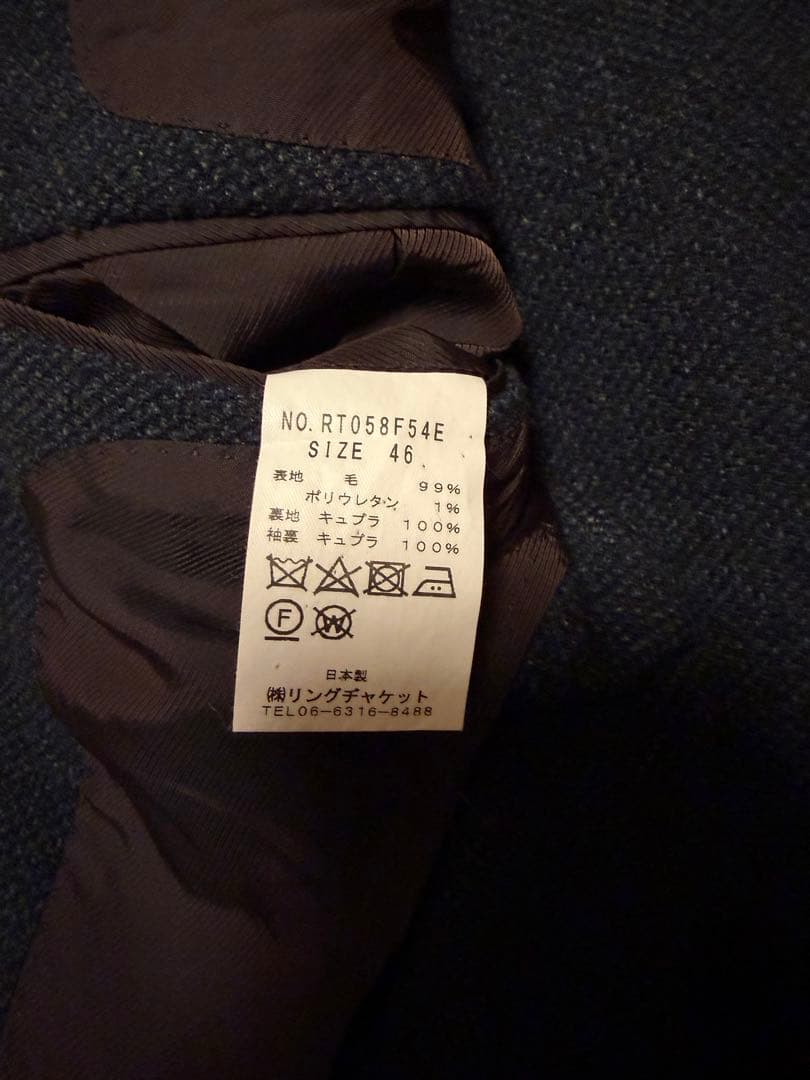 NO. RT058F54E
SIZE 46
表地 毛 99%
ポリウレタン 1%
裏地 キュプラ 100%
袖裏 キュプラ 100%
F W
日本製
㈱リングヂャケット
TEL06-6316-8488